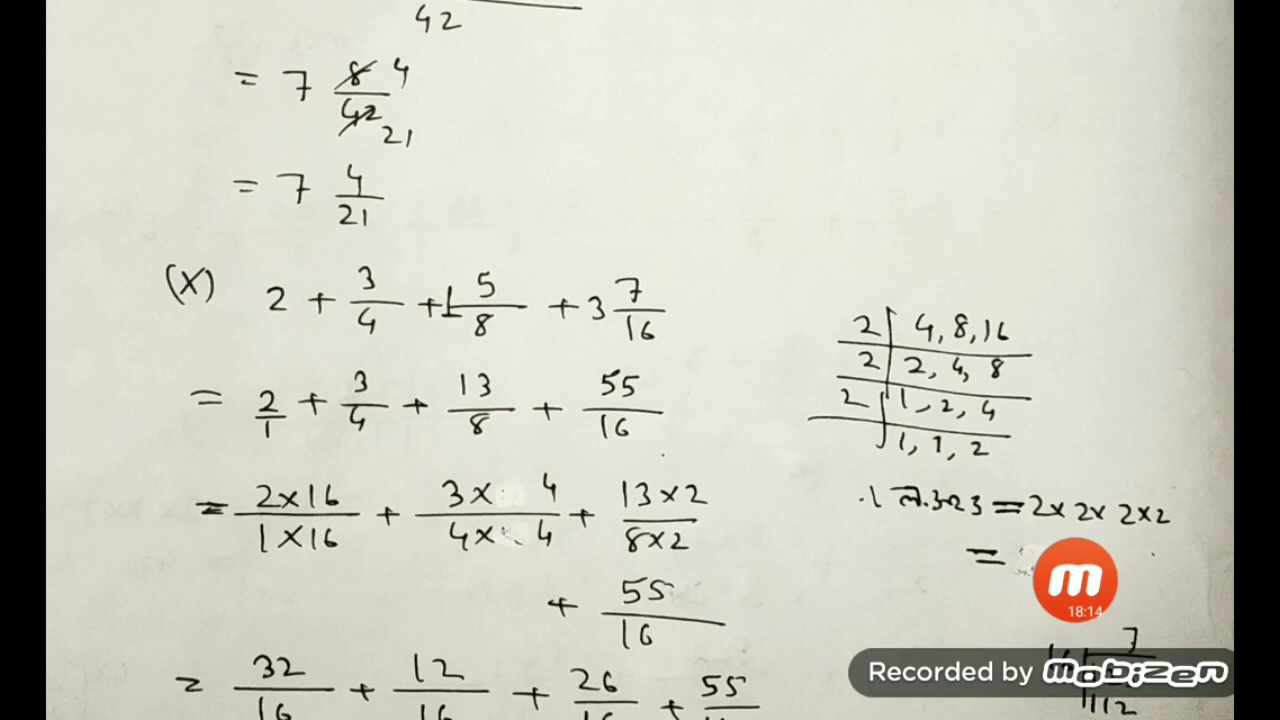 42
= 7 8/42 4
21
= 7 4/21
(x) 2 + 3/4 + 1 5/8 + 3 7/16
= 2/1 + 3/4 + 13/8 + 55/16
= 2×16/1×16 + 3× 4/4× 4 + 13×2/8×2
+ 55/16
= 32/16 + 12/16 + 26/16 + 55
2 | 4, 8, 16
2 | 2, 4, 8
2 | 1, 2, 4
1, 1, 2
= 2 × 2 × 2 × 2
=
18:14
7
112
Recorded by mobizen